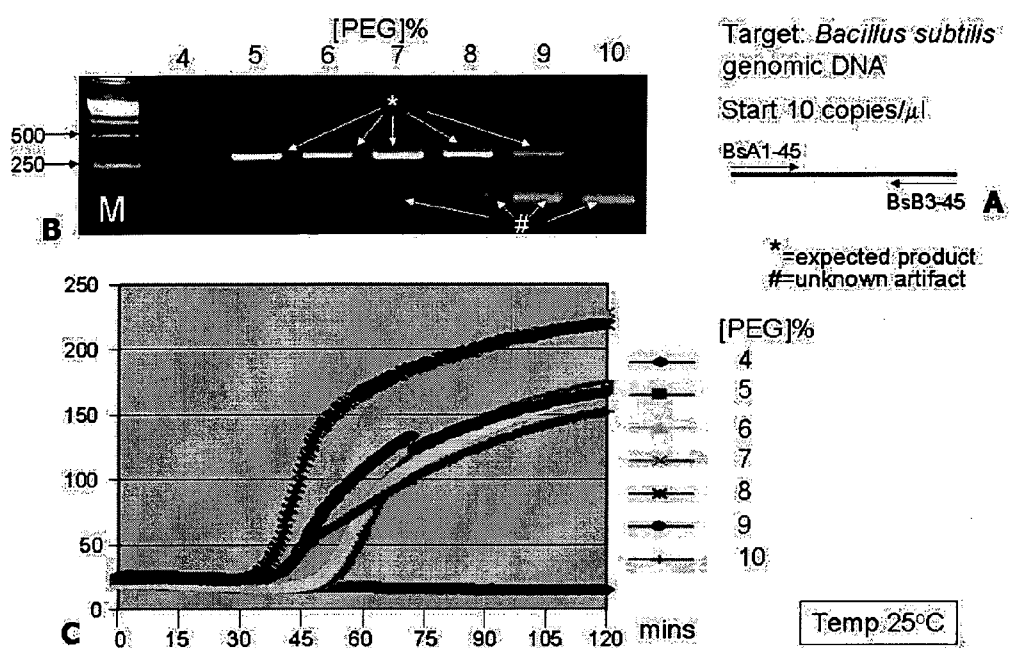 [PEG]%
4 5 6 7 8 9 10
*
500
250
M
#
B
Target: Bacillus subtilis
genomic DNA
Start 10 copies/µl
BsA1-45
BsB3-45 A
*=expected product
#=unknown artifact
250
200
150
100
50
0
C
0 15 30 45 60 75 90 105 120 mins
[PEG]%
4
5
6
7
8
9
10
Temp 25°C